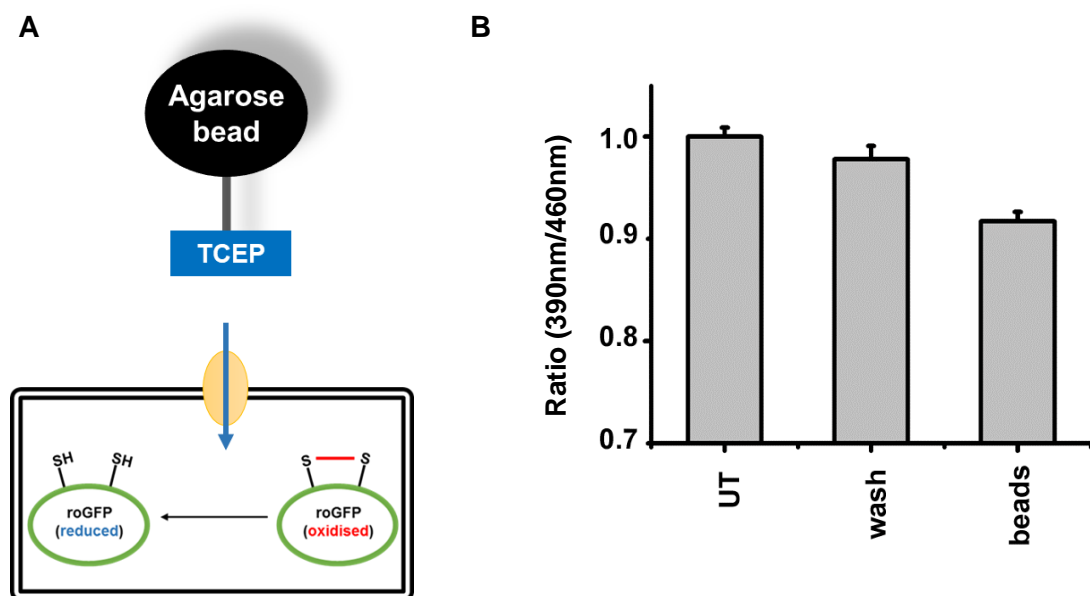 A
Agarose
bead
TCEP
SH
SH
roGFP
(reduced)
S
S
roGFP
(oxidised)
B
Ratio (390nm/460nm)
1.0
0.9
0.8
0.7
UT
wash
beads